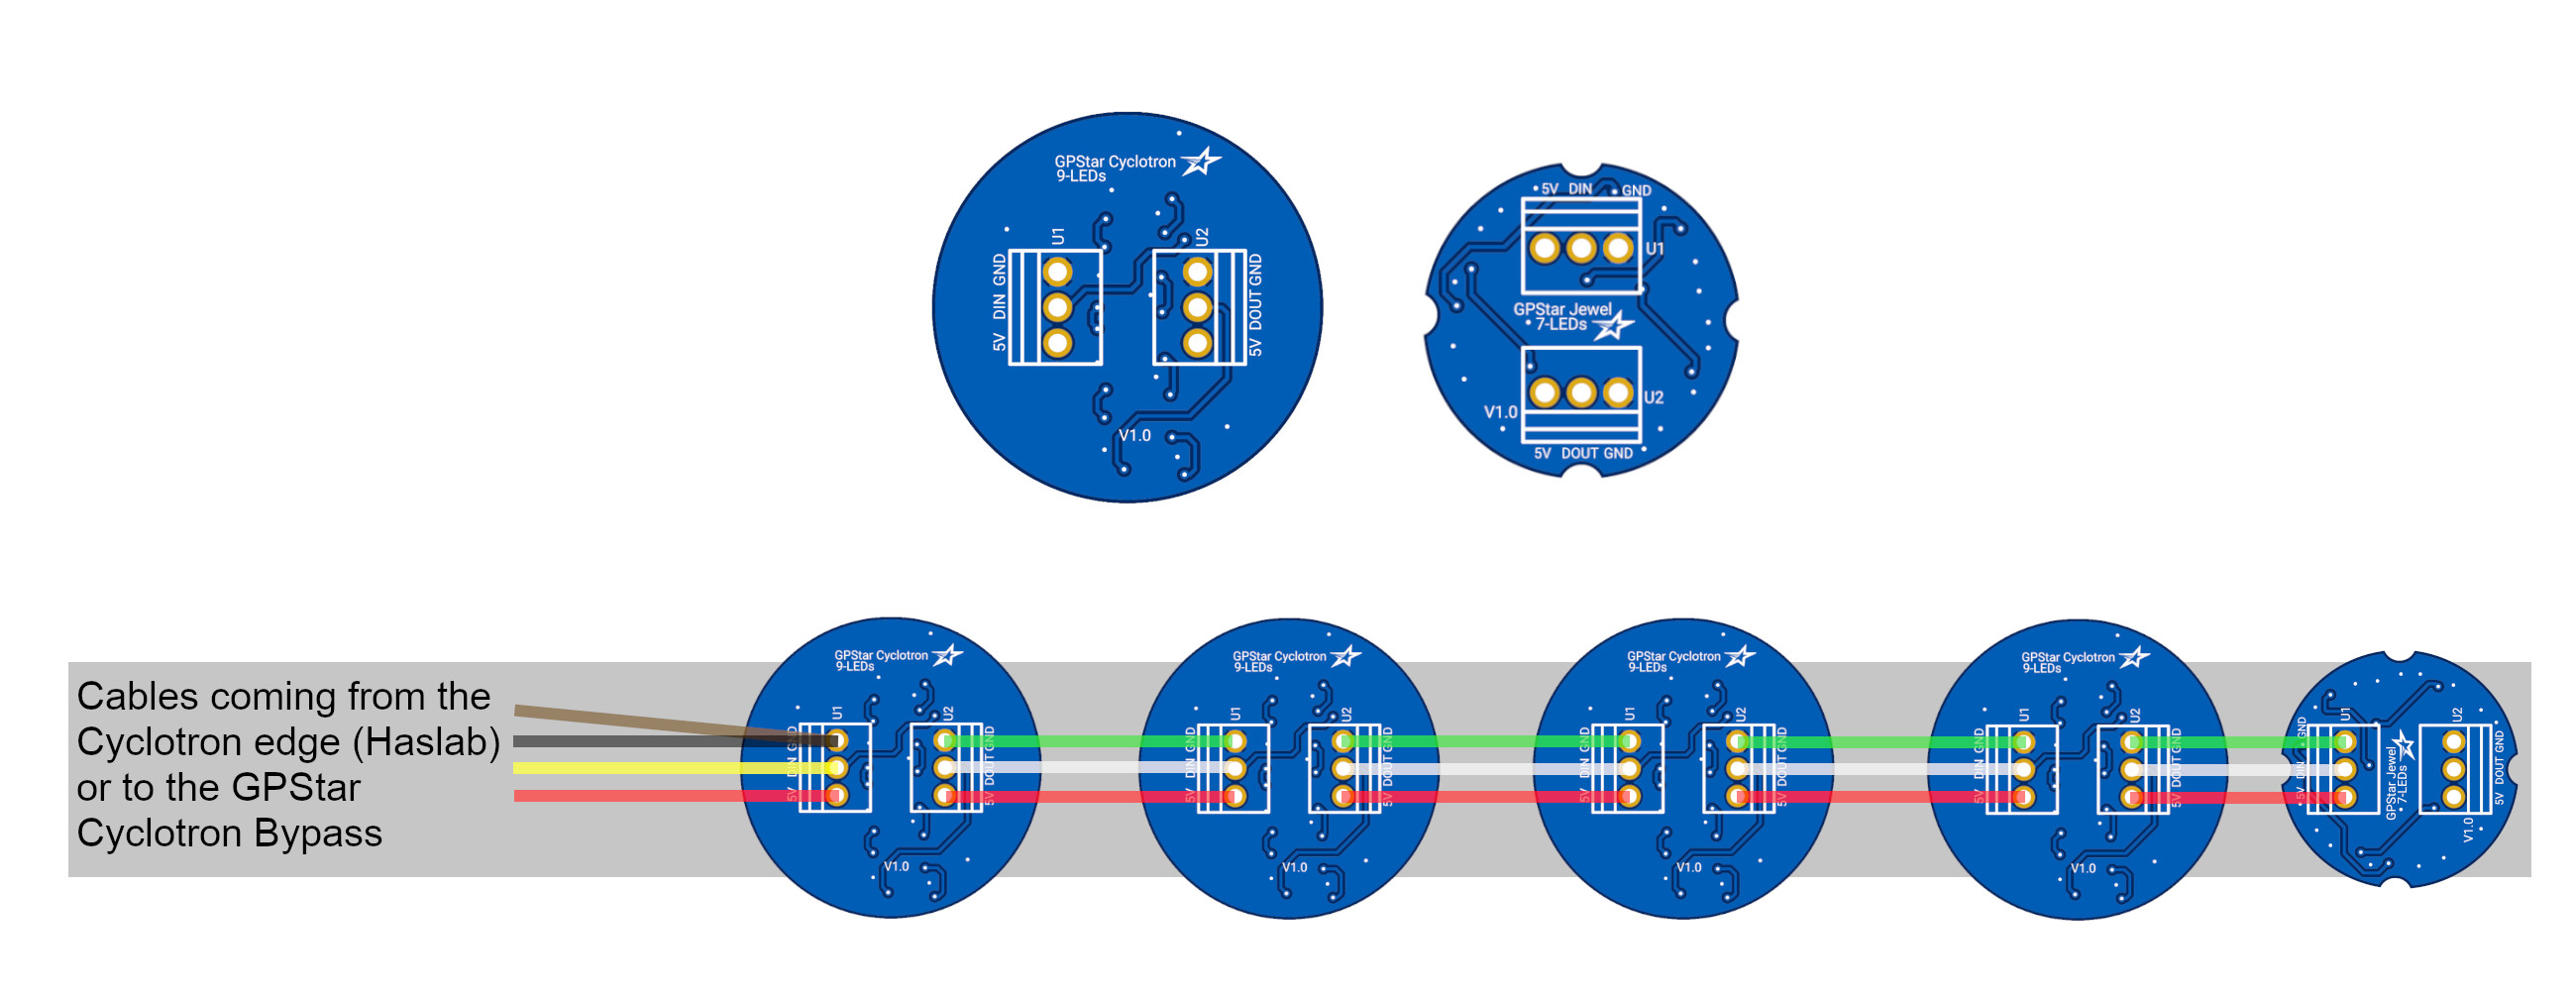 GPStar Cyclotron
9-LEDs
U1
U2
GND
DIN
5V
GND
DOUT
5V
V1.0
5V DIN GND
U1
GPStar Jewel
7-LEDs
U2
V1.0
5V DOUT GND
Cables coming from the
Cyclotron edge (Haslab)
or to the GPStar
Cyclotron Bypass
GPStar Cyclotron
9-LEDs
U1
U2
GND
DIN
5V
GND
DOUT
5V
V1.0
GPStar Cyclotron
9-LEDs
U1
U2
GND
DIN
5V
GND
DOUT
5V
V1.0
GPStar Cyclotron
9-LEDs
U1
U2
GND
DIN
5V
GND
DOUT
5V
V1.0
GPStar Cyclotron
9-LEDs
U1
U2
GND
DIN
5V
GND
DOUT
5V
V1.0
GND
DIN
5V
U1
GPStar Jewel
7-LEDs
U2
GND
DOUT
5V
V1.0